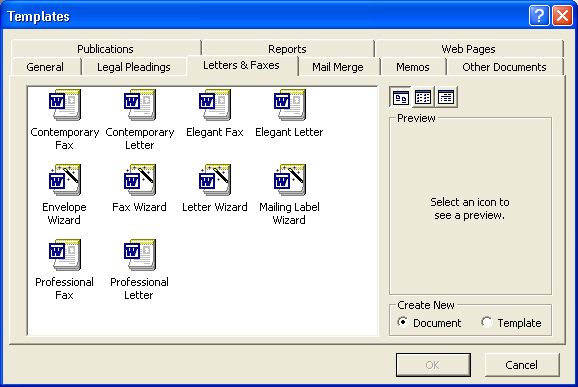 Templates
Publications Reports Web Pages
General Legal Pleadings Letters & Faxes Mail Merge Memos Other Documents
Contemporary Fax
Contemporary Letter
Elegant Fax
Elegant Letter
Envelope Wizard
Fax Wizard
Letter Wizard
Mailing Label Wizard
Professional Fax
Professional Letter
Preview
Select an icon to
see a preview.
Create New
Document Template
OK Cancel